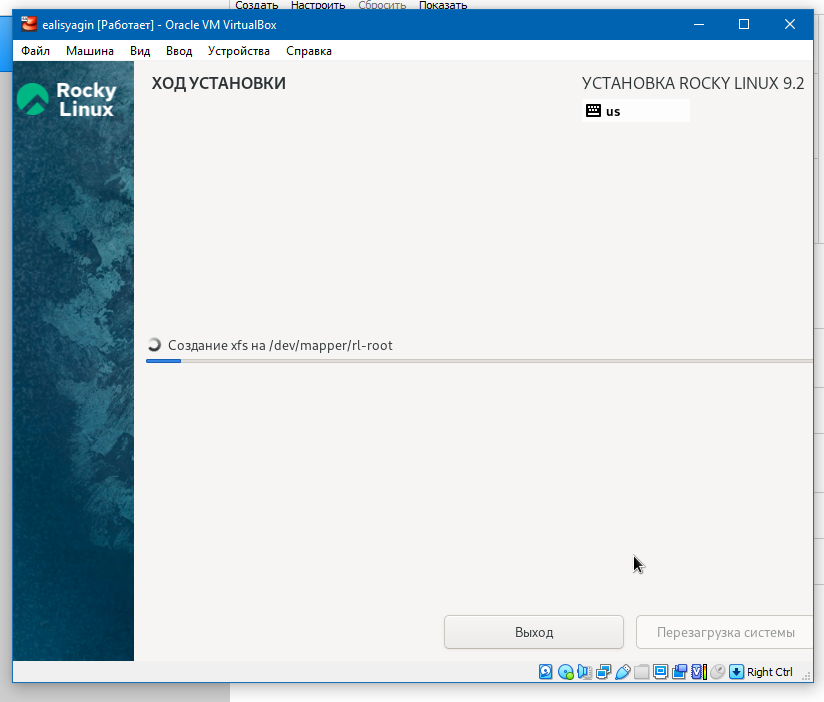 Создать Настроить Сбросить Показать
ealisyagin [Работает] - Oracle VM VirtualBox
Файл Машина Вид Ввод Устройства Справка
Rocky
Linux
ХОД УСТАНОВКИ
УСТАНОВКА ROCKY LINUX 9.2
us
Создание xfs на /dev/mapper/rl-root
Выход
Перезагрузка системы
Right Ctrl